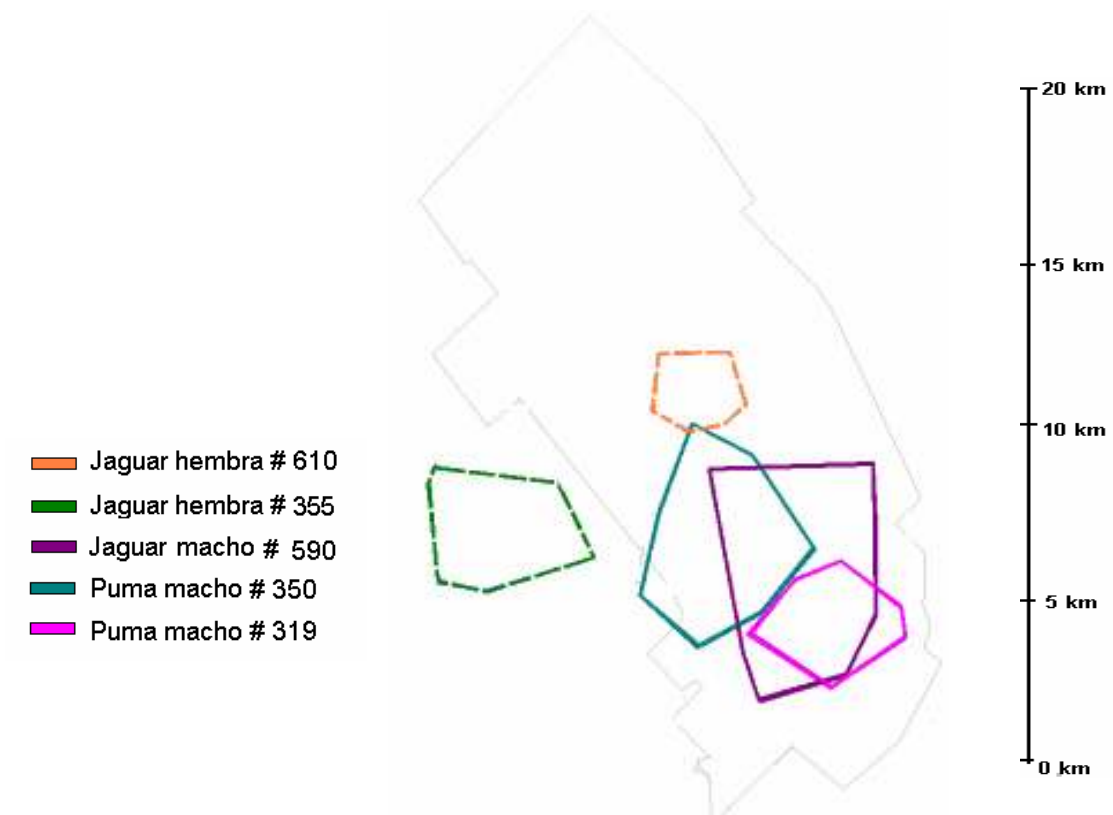 20 km
15 km
10 km
5 km
0 km
Jaguar hembra # 610
Jaguar hembra # 355
Jaguar macho # 590
Puma macho # 350
Puma macho # 319